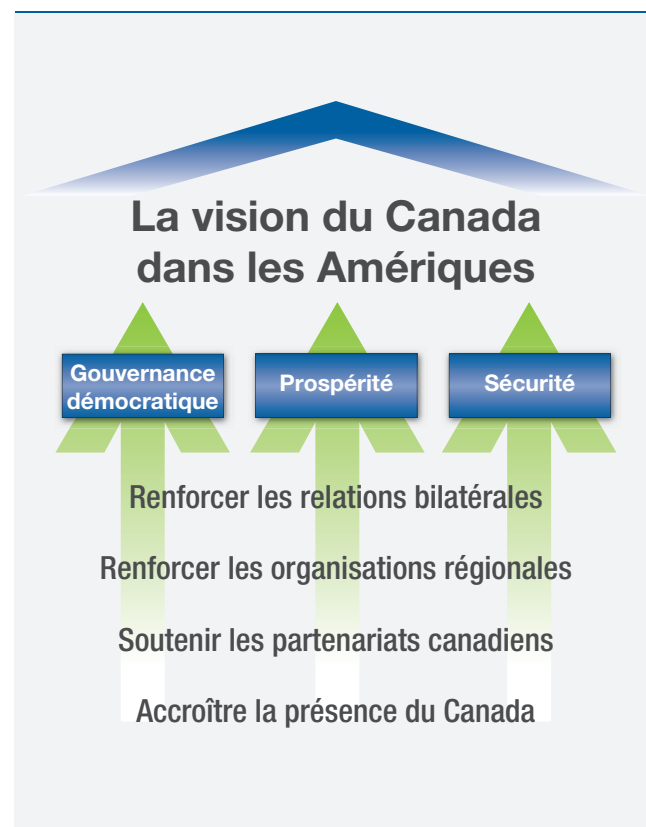 La vision du Canada
dans les Amériques
Gouvernance
démocratique
Prospérité
Sécurité
Renforcer les relations bilatérales
Renforcer les organisations régionales
Soutenir les partenariats canadiens
Accroître la présence du Canada